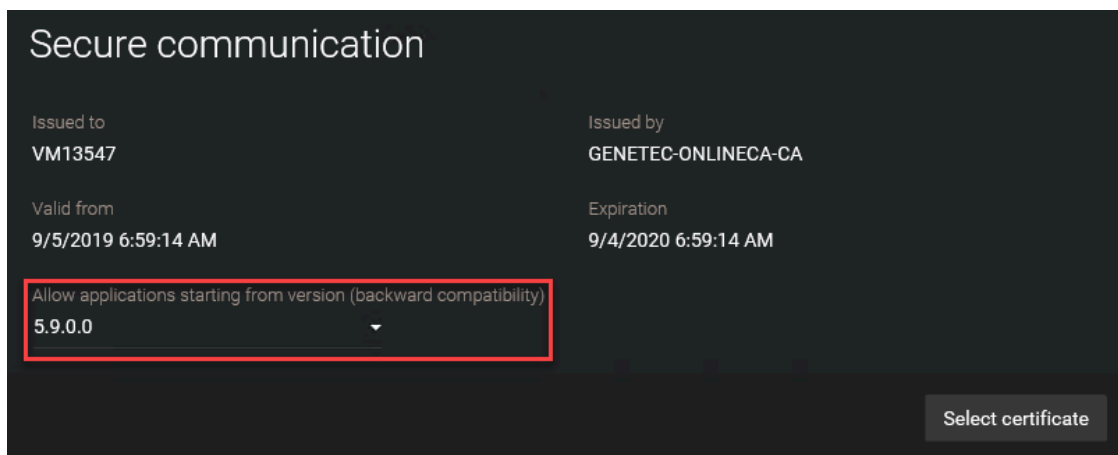 Secure communication
Issued to
Issued by
VM13547
GENETEC-ONLINECA-CA
Valid from
Expiration
9/5/2019 6:59:14 AM
9/4/2020 6:59:14 AM
Allow applications starting from version (backward compatibility)
5.9.0.0
Select certificate